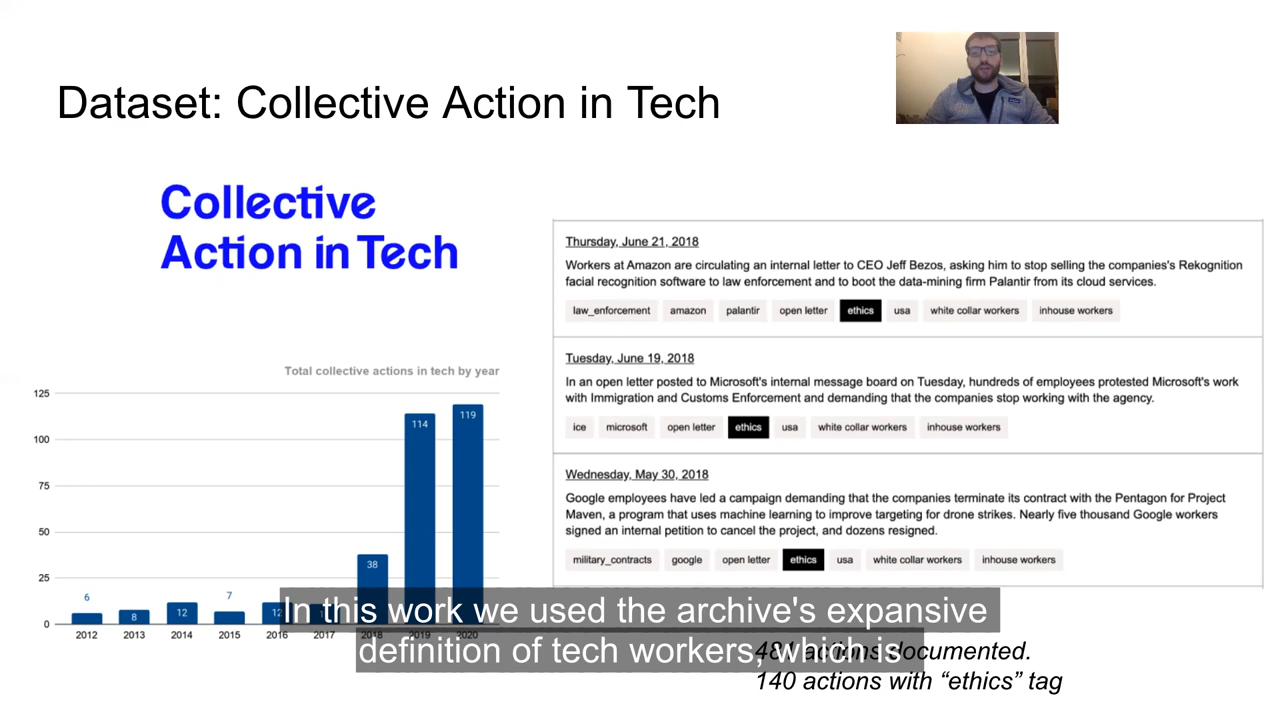 Dataset: Collective Action in Tech
Collective
Action in Tech
Thursday, June 21, 2018
Workers at Amazon are circulating an internal letter to CEO Jeff Bezos, asking him to stop selling the companies's Rekognition
facial recognition software to law enforcement and to boot the data-mining firm Palantir from its cloud services.
law_enforcement amazon palantir open letter ethics usa white collar workers inhouse workers
Tuesday, June 19, 2018
In an open letter posted to Microsoft's internal message board on Tuesday, hundreds of employees protested Microsoft's work
with Immigration and Customs Enforcement and demanding that the companies stop working with the agency.
ice microsoft open letter ethics usa white collar workers inhouse workers
Wednesday, May 30, 2018
Google employees have led a campaign demanding that the companies terminate its contract with the Pentagon for Project
Maven, a program that uses machine learning to improve targeting for drone strikes. Nearly five thousand Google workers
signed an internal petition to cancel the project, and dozens resigned.
military_contracts google open letter ethics usa white collar workers inhouse workers
Total collective actions in tech by year
125
100
75
50
25
0
6
8
12
7
12
38
114
119
2012 2013 2014 2015 2016 2017 2018 2019 2020
In this work we used the archive's expansive
definition of tech workers, which is
actions documented.
140 actions with “ethics” tag